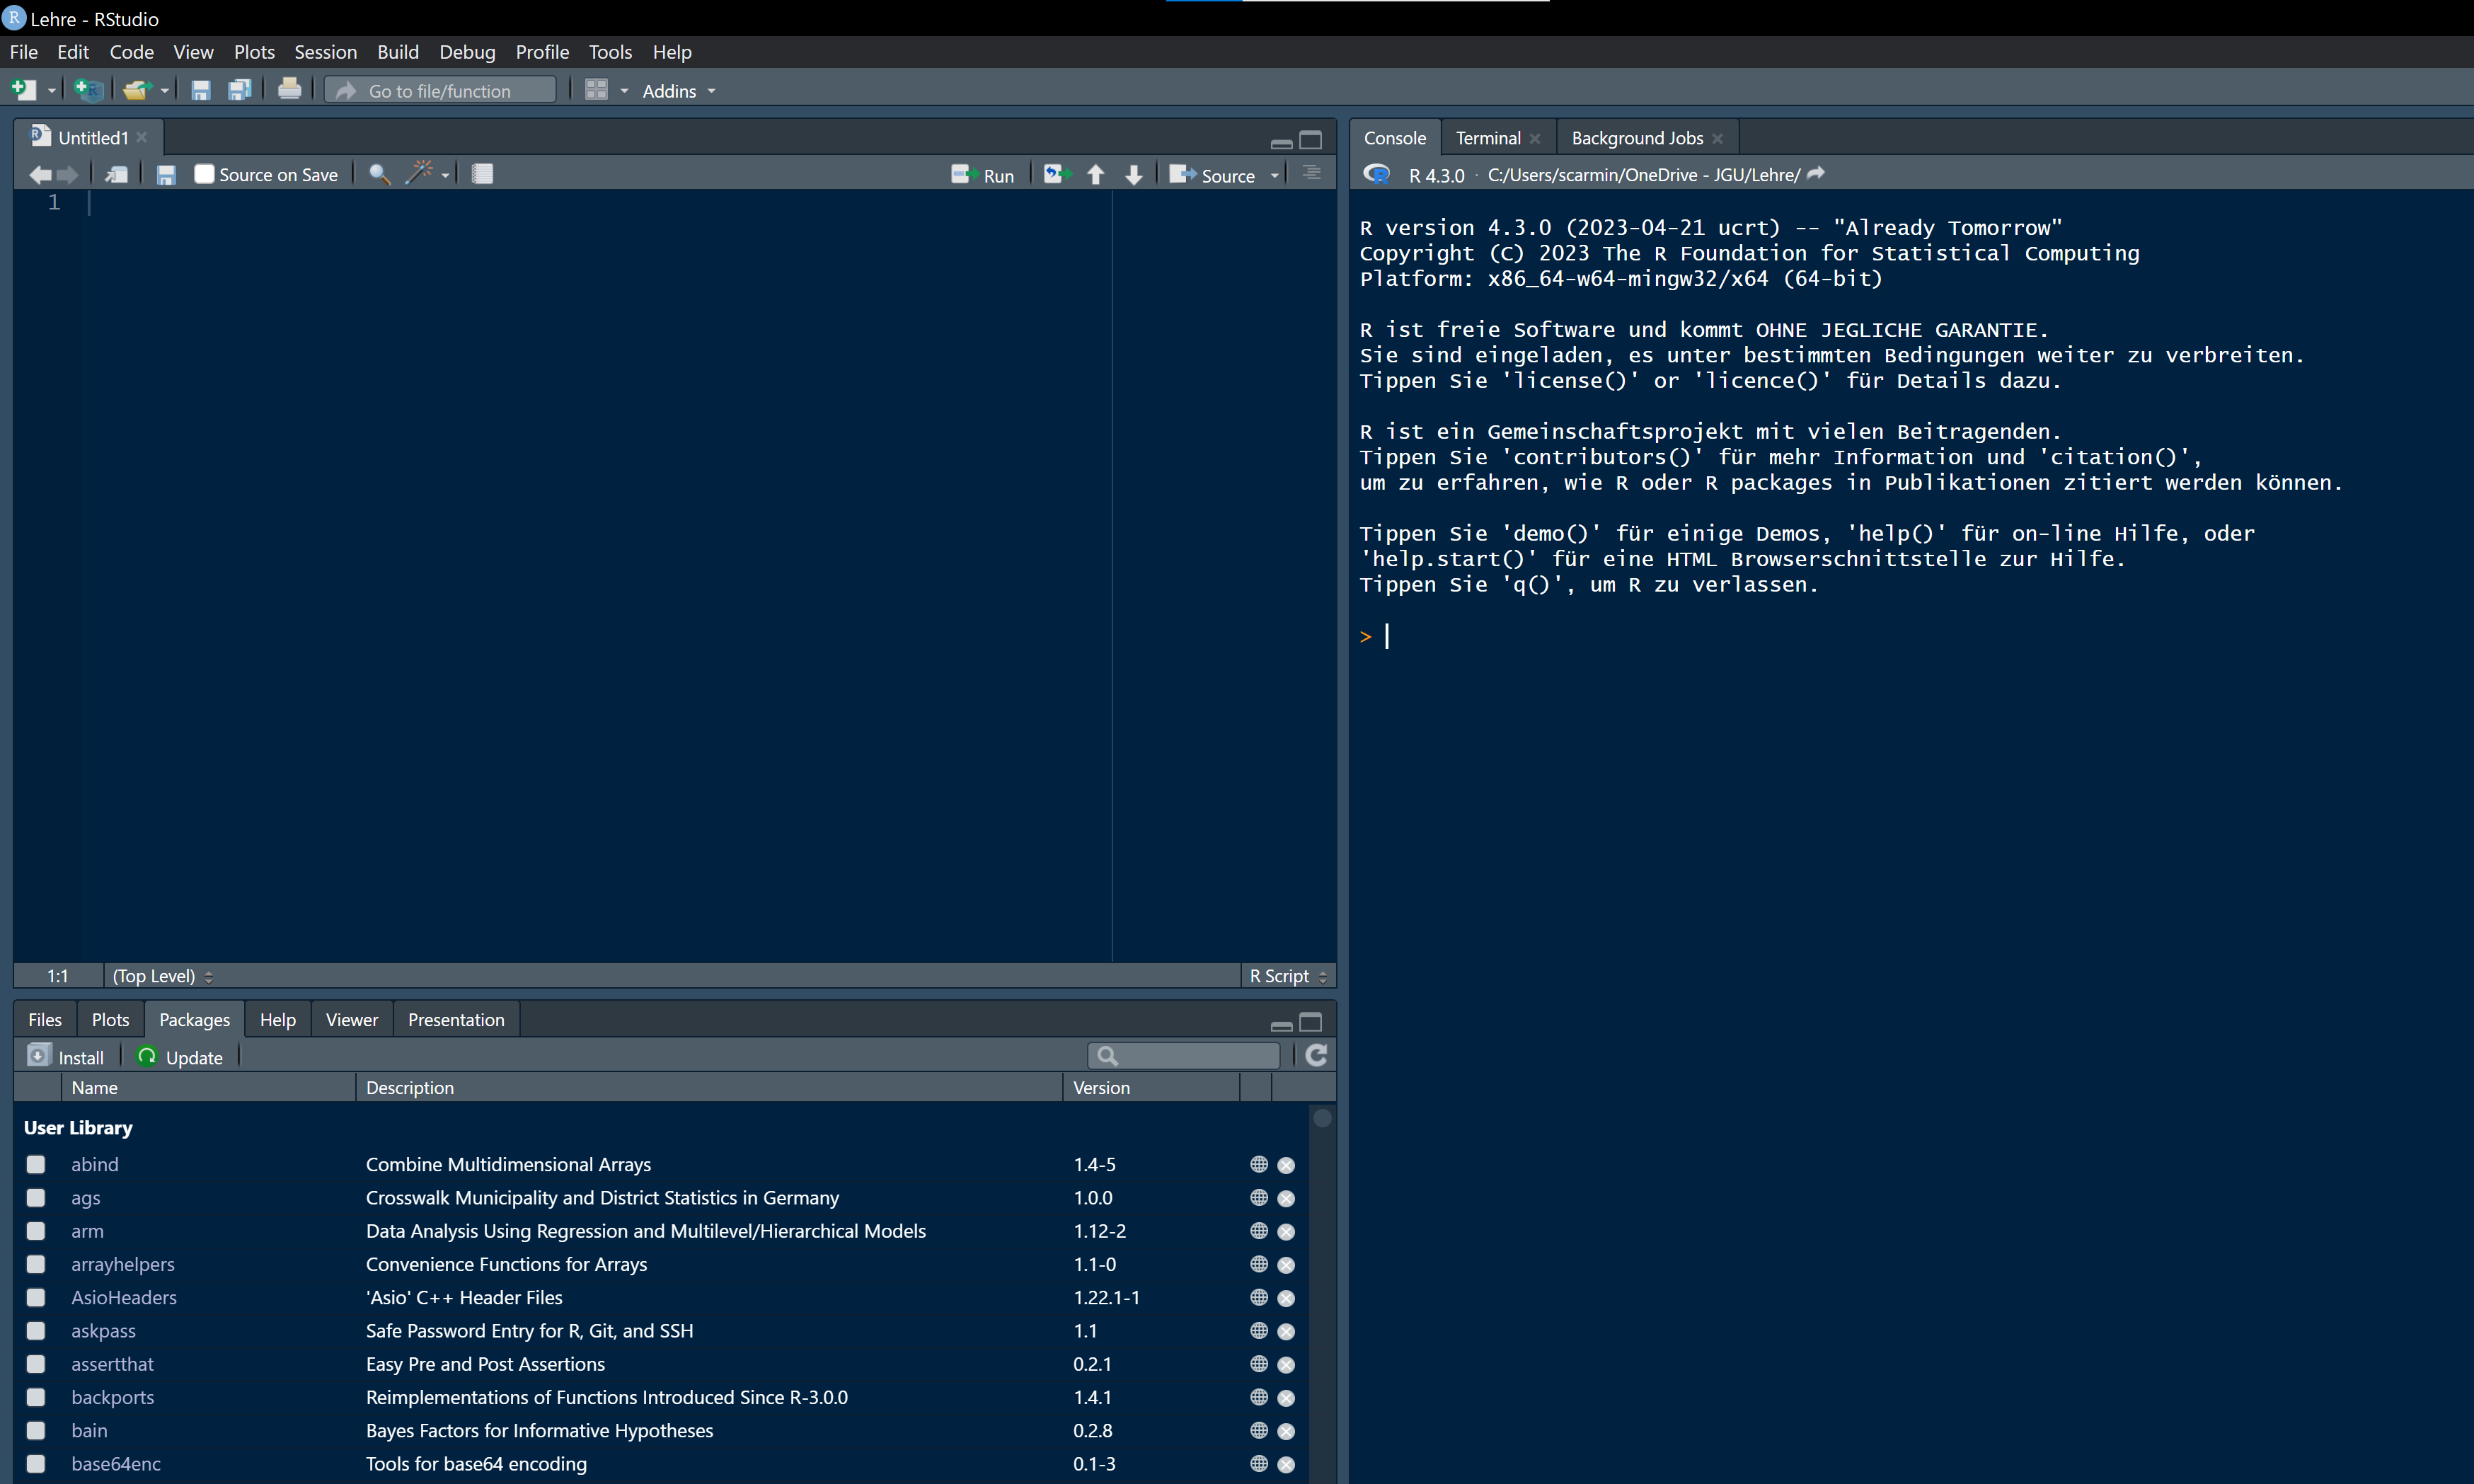 Lehre - RStudio
File Edit Code View Plots Session Build Debug Profile Tools Help
Go to file/function Addins
Untitled1
Source on Save Run Source
1
1:1 (Top Level) R Script
Files Plots Packages Help Viewer Presentation
Install Update
Name Description Version
User Library
abind Combine Multidimensional Arrays 1.4-5
ags Crosswalk Municipality and District Statistics in Germany 1.0.0
arm Data Analysis Using Regression and Multilevel/Hierarchical Models 1.12-2
arrayhelpers Convenience Functions for Arrays 1.1-0
AsioHeaders 'Asio' C++ Header Files 1.22.1-1
askpass Safe Password Entry for R, Git, and SSH 1.1
assertthat Easy Pre and Post Assertions 0.2.1
backports Reimplementations of Functions Introduced Since R-3.0.0 1.4.1
bain Bayes Factors for Informative Hypotheses 0.2.8
base64enc Tools for base64 encoding 0.1-3
Console Terminal Background Jobs
R 4.3.0 · C:/Users/scarmin/OneDrive - JGU/Lehre/
R version 4.3.0 (2023-04-21 ucrt) -- "Already Tomorrow"
Copyright (C) 2023 The R Foundation for Statistical Computing
Platform: x86_64-w64-mingw32/x64 (64-bit)
R ist freie Software und kommt OHNE JEGLICHE GARANTIE.
Sie sind eingeladen, es unter bestimmten Bedingungen weiter zu verbreiten.
Tippen Sie 'license()' or 'licence()' für Details dazu.
R ist ein Gemeinschaftsprojekt mit vielen Beitragenden.
Tippen Sie 'contributors()' für mehr Information und 'citation()',
um zu erfahren, wie R oder R packages in Publikationen zitiert werden können.
Tippen Sie 'demo()' für einige Demos, 'help()' für on-line Hilfe, oder
'help.start()' für eine HTML Browserschnittstelle zur Hilfe.
Tippen Sie 'q()', um R zu verlassen.
>